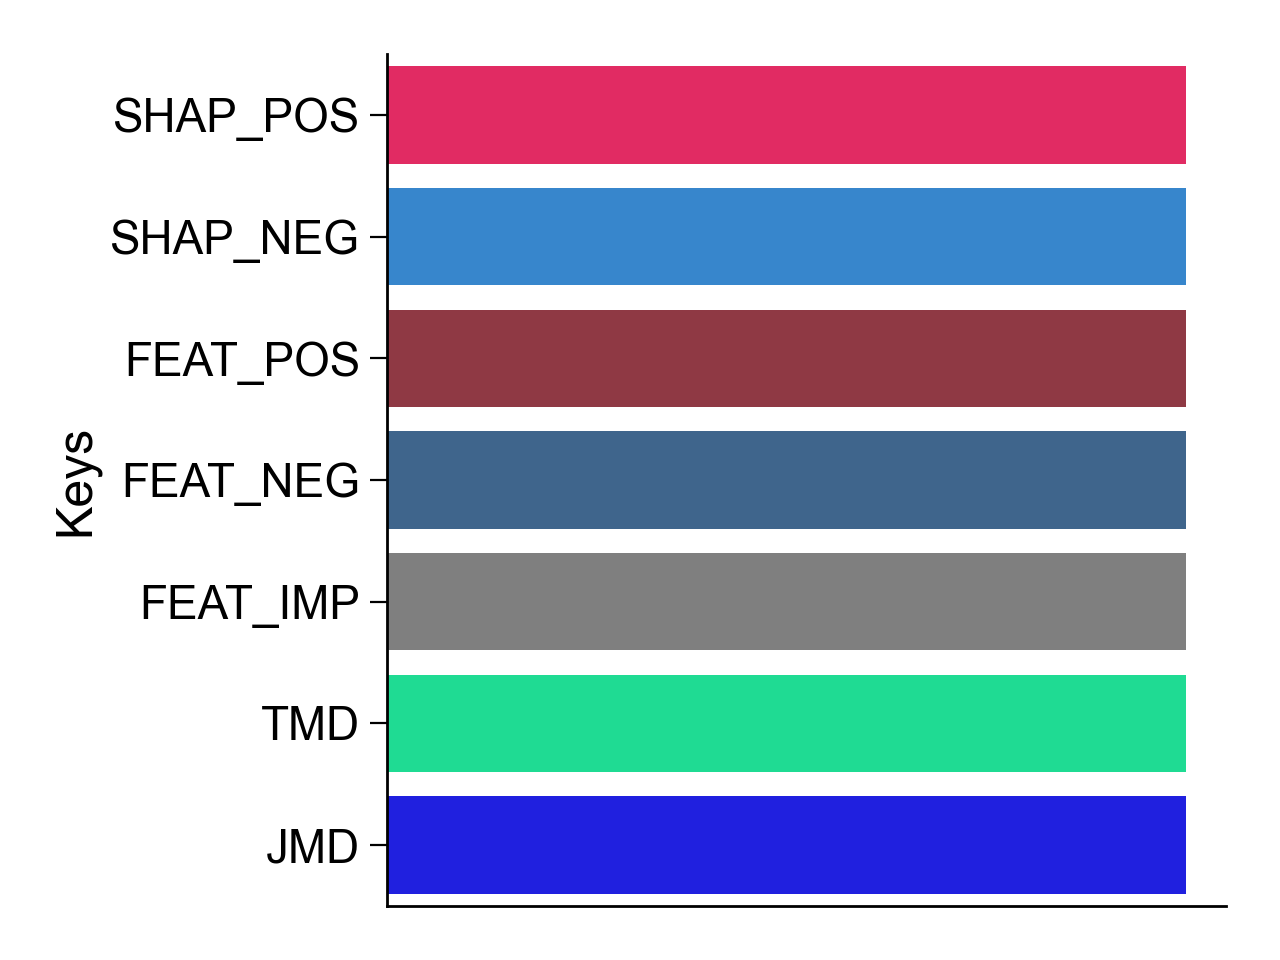 SHAP_POS
SHAP_NEG
FEAT_POS
FEAT_NEG
FEAT_IMP
TMD
JMD
Keys